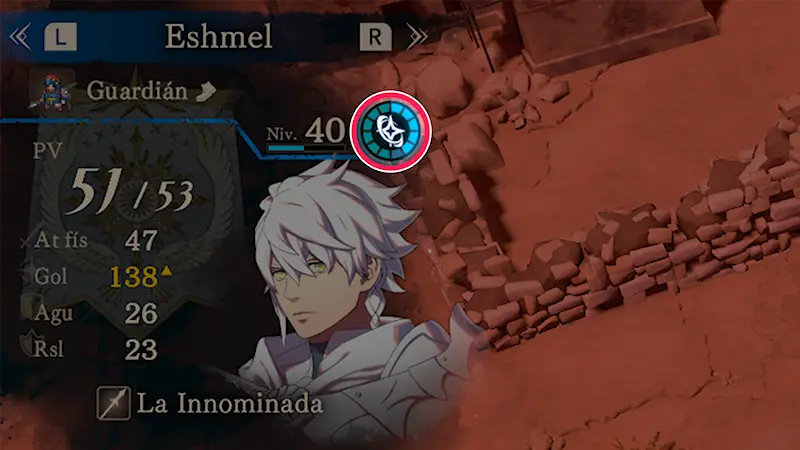 L Eshmel R
Guardián
Niv. 40
PV
51 / 53
At fís 47
Gol 138
Agu 26
Rsl 23
La Innominada